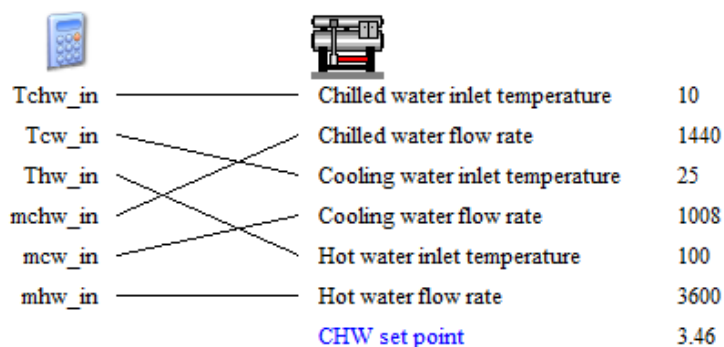 Tchw_in Chilled water inlet temperature 10
Tcw_in Chilled water flow rate 1440
Thw_in Cooling water inlet temperature 25
mchw_in Cooling water flow rate 1008
mcw_in Hot water inlet temperature 100
mhw_in Hot water flow rate 3600
CHW set point 3.46